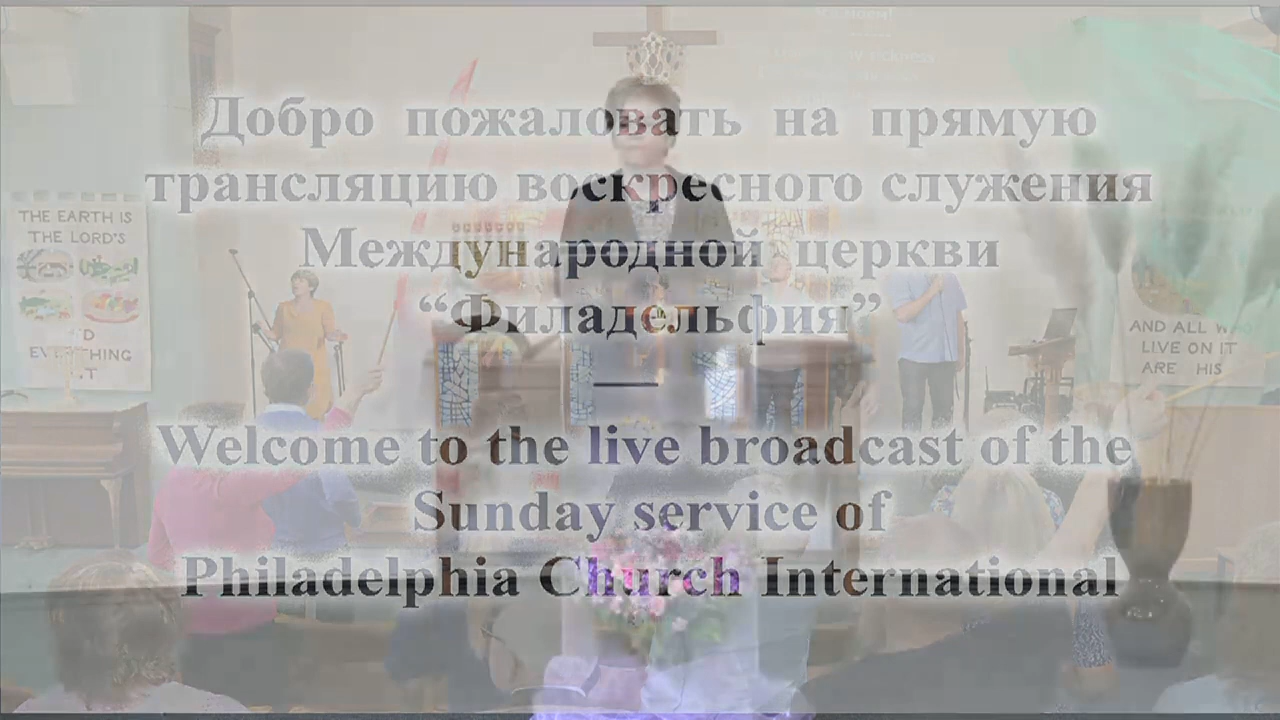 Добро пожаловать на прямую
трансляцию воскресного служения
Международной церкви
“Филадельфия”
—
Welcome to the live broadcast of the
Sunday service of
Philadelphia Church International
THE EARTH IS
THE LORD'S
EVERYTHING
AND ALL WHO
LIVE ON IT
ARE HIS